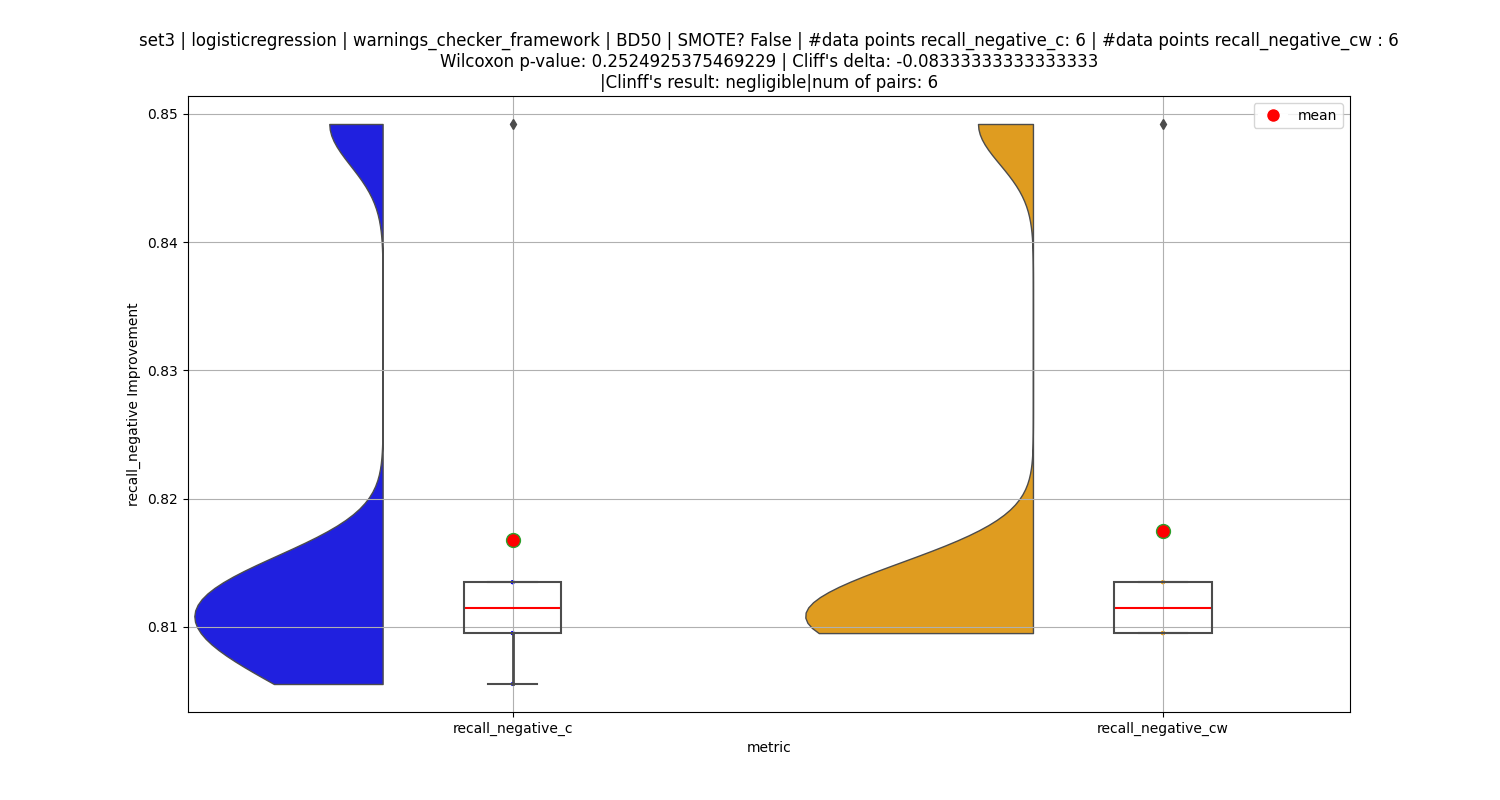 set3 | logisticregression | warnings_checker_framework | BD50 | SMOTE? False | #data points recall_negative_c: 6 | #data points recall_negative_cw : 6
Wilcoxon p-value: 0.2524925375469229 | Cliff's delta: -0.08333333333333333
|Clinff's result: negligible|num of pairs: 6
mean
0.85
0.84
0.83
0.82
0.81
recall_negative Improvement
recall_negative_c
recall_negative_cw
metric